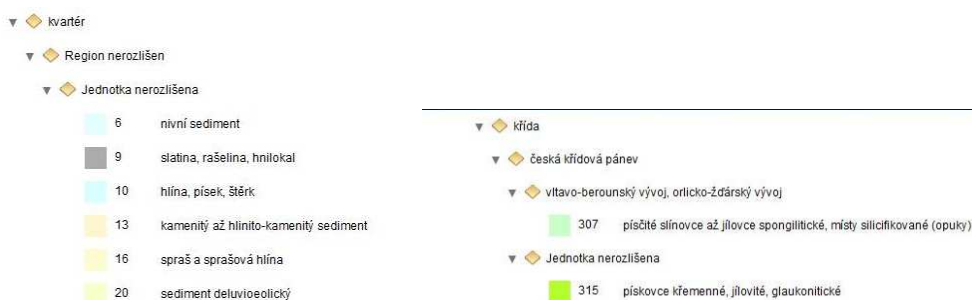 kvartér
Region nerozlišen
Jednotka nerozlišena
6 nivní sediment
9 slatina, rašelina, hnilokal
10 hlína, písek, štěrk
13 kamenitý až hlinito-kamenitý sediment
16 spraš a sprašová hlína
20 sediment deluvioeolický
křída
česká křídová pánev
vltavo-berounský vývoj, orlicko-žďárský vývoj
307 písčité slínovce až jílovce spongilitické, místy silicifikované (opuky)
Jednotka nerozlišena
315 pískovce křemenné, jílovité, glaukonitické